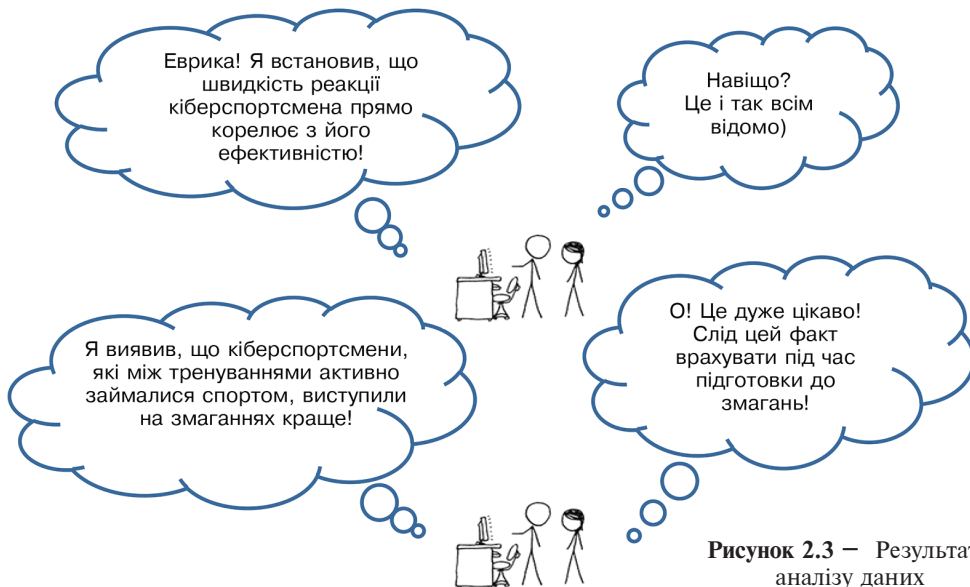 Еврика! Я встановив, що
швидкість реакції
кіберспортсмена прямо
корелює з його
ефективністю!
Навіщо?
Це і так всім
відомо)
Я виявив, що кіберспортсмени,
які між тренуваннями активно
займалися спортом, виступили
на змаганнях краще!
О! Це дуже цікаво!
Слід цей факт
врахувати під час
підготовки до
змагань!
Рисунок 2.3 — Результат
аналізу даних